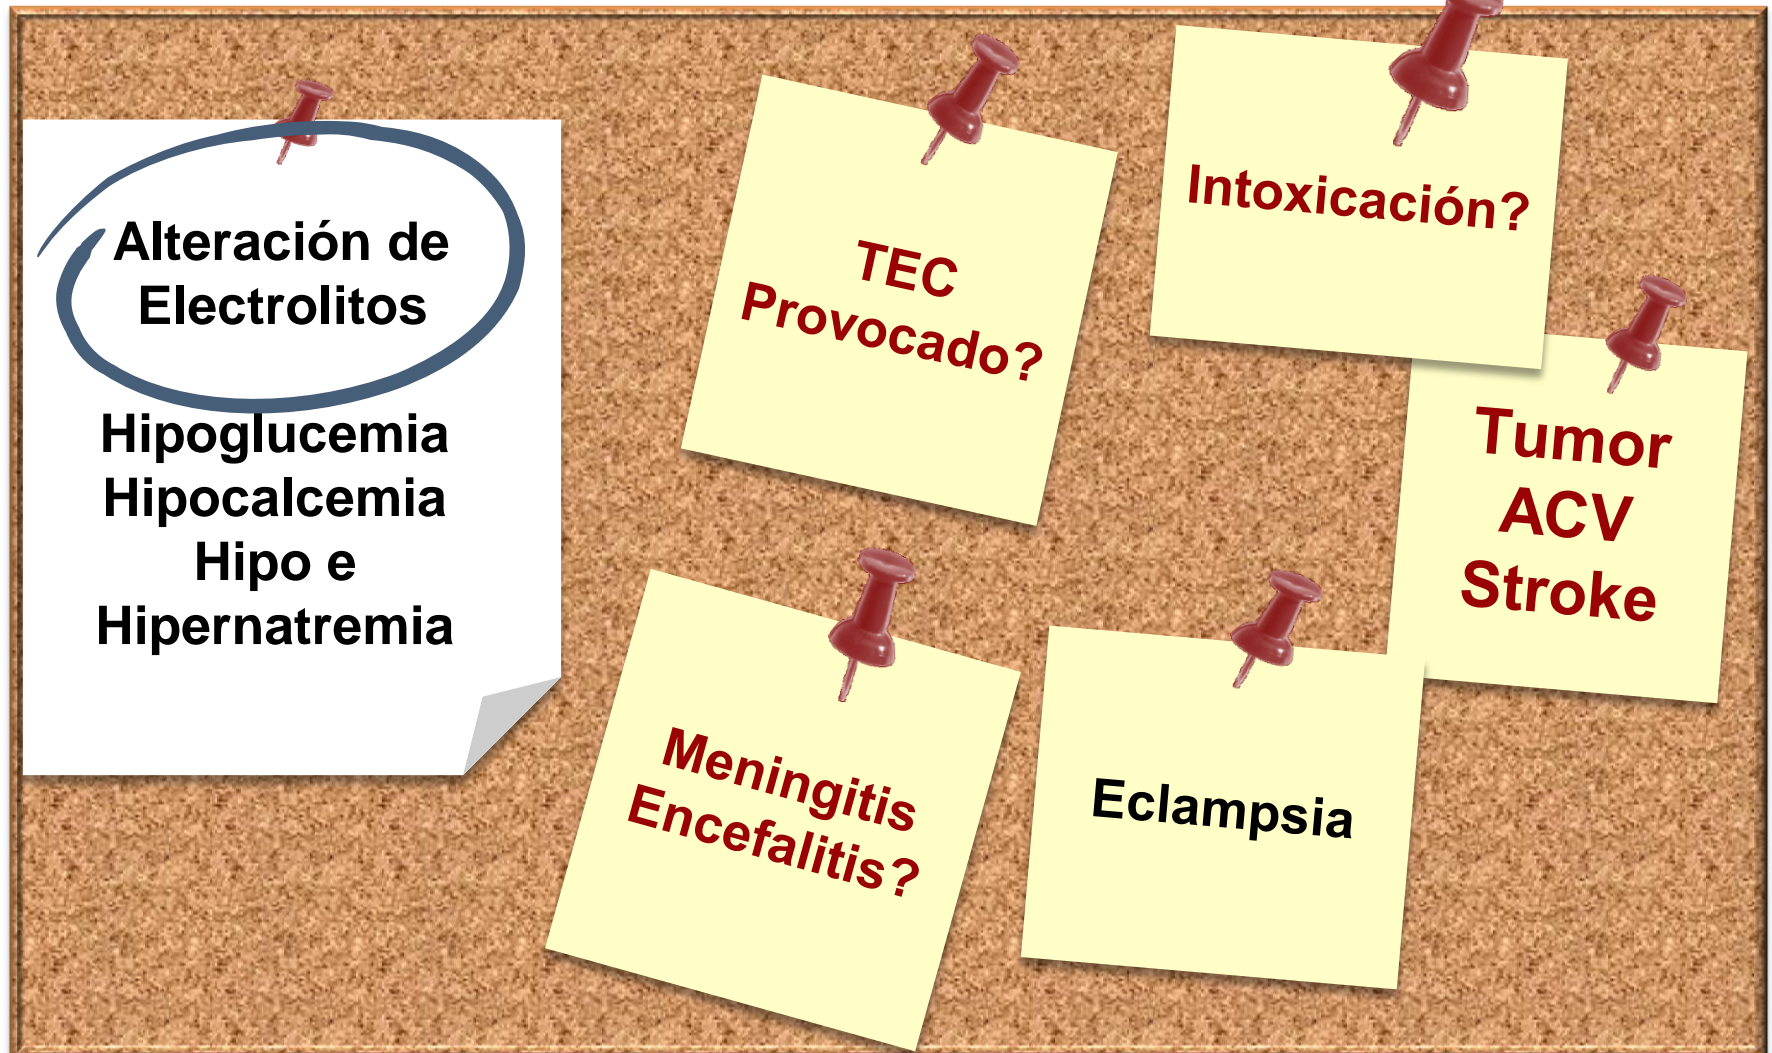 Alteración de
Electrolitos
Hipoglucemia
Hipocalcemia
Hipo e
Hipernatremia
TEC
Provocado?
Intoxicación?
Tumor
ACV
Stroke
Meningitis
Encefalitis?
Eclampsia